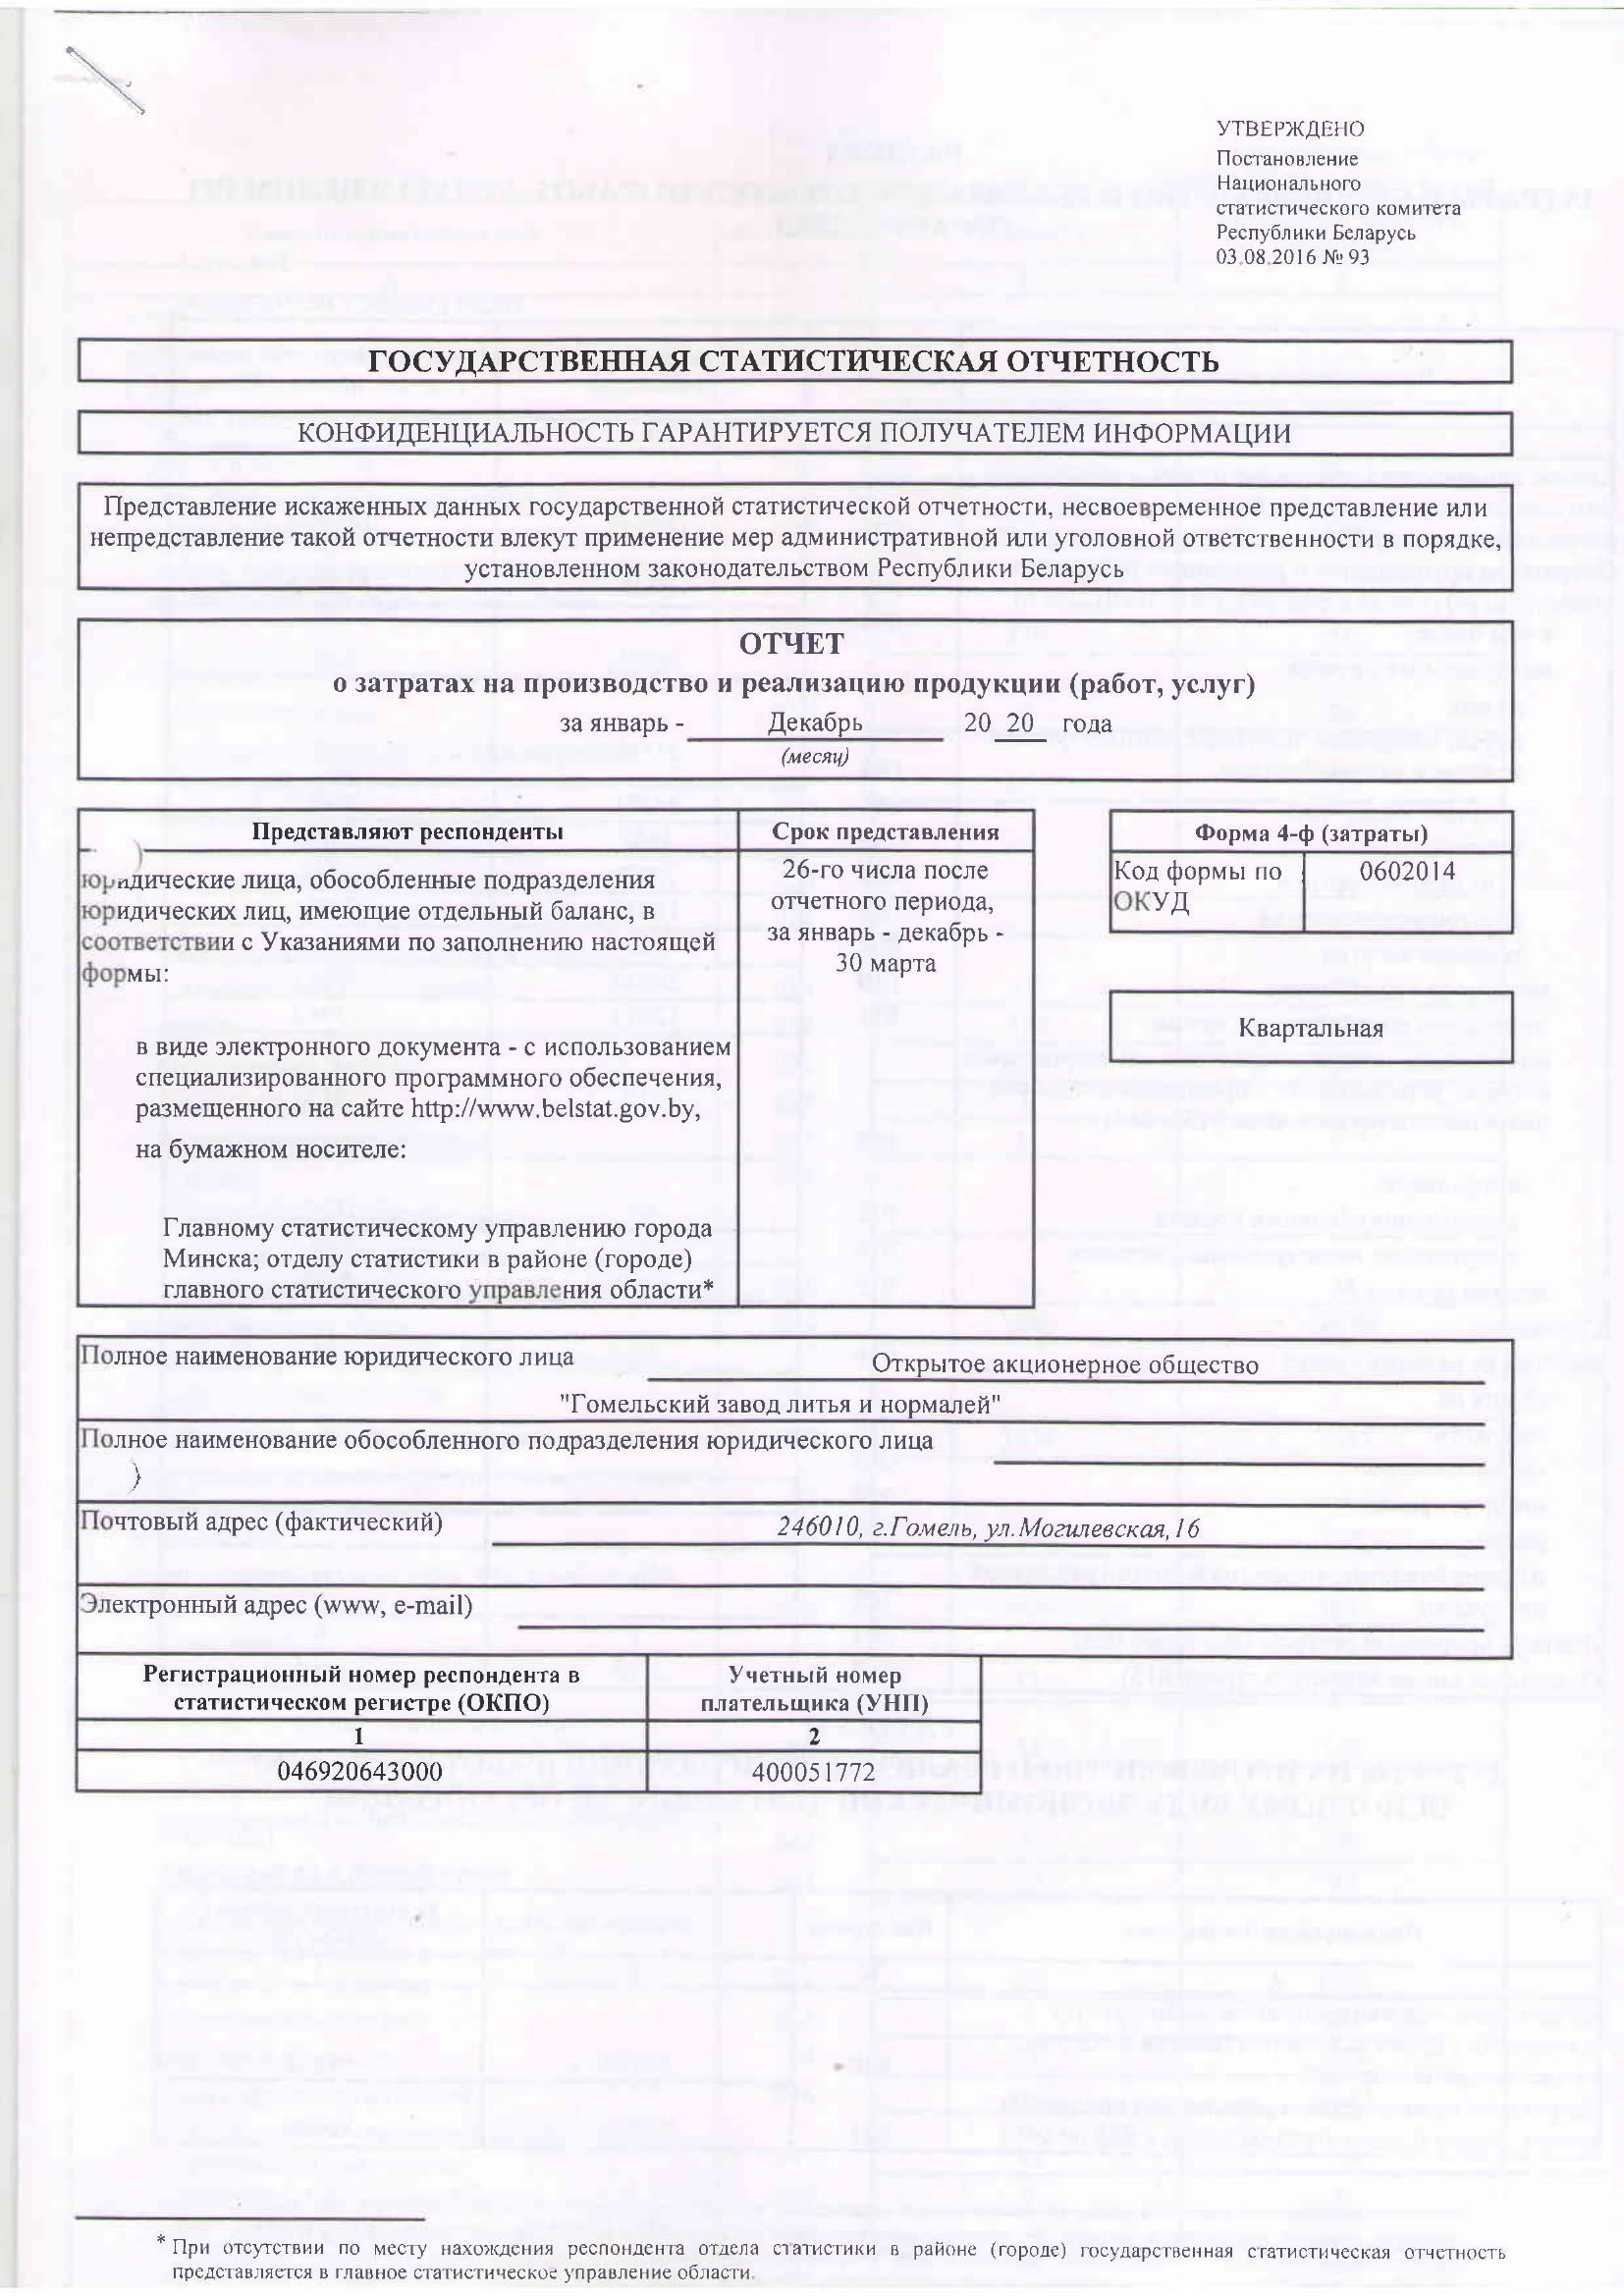 УТВЕРЖДЕНО
Постановление
Национального
статистического комитета
Республики Беларусь
03.08.2016 № 93
ГОСУДАРСТВЕННАЯ СТАТИСТИЧЕСКАЯ ОТЧЕТНОСТЬ
КОНФИДЕНЦИАЛЬНОСТЬ ГАРАНТИРУЕТСЯ ПОЛУЧАТЕЛЕМ ИНФОРМАЦИИ
Представление искаженных данных государственной статистической отчетности, несвоевременное представление или
непредставление такой отчетности влекут применение мер административной или уголовной ответственности в порядке,
установленном законодательством Республики Беларусь
ОТЧЕТ
о затратах на производство и реализацию продукции (работ, услуг)
за январь - Декабрь 20 20 года
(месяц)
Представляют респонденты
юридические лица, обособленные подразделения
юридических лиц, имеющие отдельный баланс, в
соответствии с Указаниями по заполнению настоящей
формы:
в виде электронного документа - с использованием
специализированного программного обеспечения,
размещенного на сайте http://www.belstat.gov.by,
на бумажном носителе:
Главному статистическому управлению города
Минска; отделу статистики в районе (городе)
главного статистического управления области*
Срок представления
26-го числа после
отчетного периода,
за январь - декабрь -
30 марта
Форма 4-ф (затраты)
Код формы по
ОКУД
0602014
Квартальная
Полное наименование юридического лица Открытое акционерное общество
"Гомельский завод литья и нормалей"
Полное наименование обособленного подразделения юридического лица
Почтовый адрес (фактический) 246010, г.Гомель, ул.Могилевская,16
Электронный адрес (www, e-mail)
Регистрационный номер респондента в
статистическом регистре (ОКПО)
Учетный номер
плательщика (УНП)
1 2
046920643000 400051772
* При отсутствии по месту нахождения респондента отдела статистики в районе (городе) государственная статистическая отчетность
представляется в главное статистическое управление области.